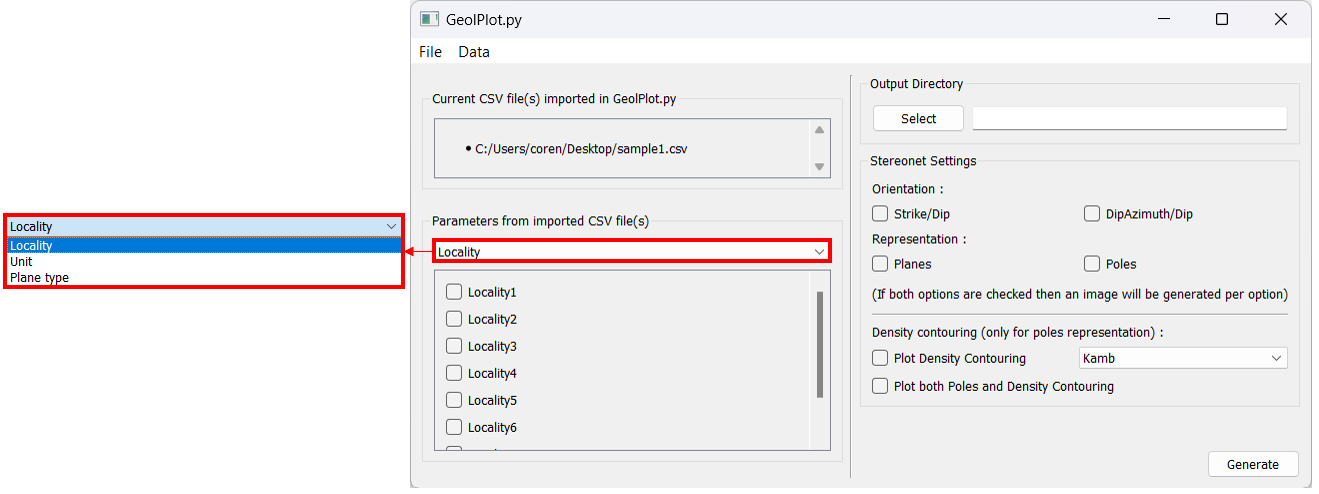 Locality
Locality
Unit
Plane type
GeolPlot.py
File Data
Current CSV file(s) imported in GeolPlot.py
• C:/Users/coren/Desktop/sample1.csv
Parameters from imported CSV file(s)
Locality
Locality1
Locality2
Locality3
Locality4
Locality5
Locality6
Output Directory
Select
Stereonet Settings
Orientation :
Strike/Dip DipAzimuth/Dip
Representation :
Planes Poles
(If both options are checked then an image will be generated per option)
Density contouring (only for poles representation) :
Plot Density Contouring Kamb
Plot both Poles and Density Contouring
Generate